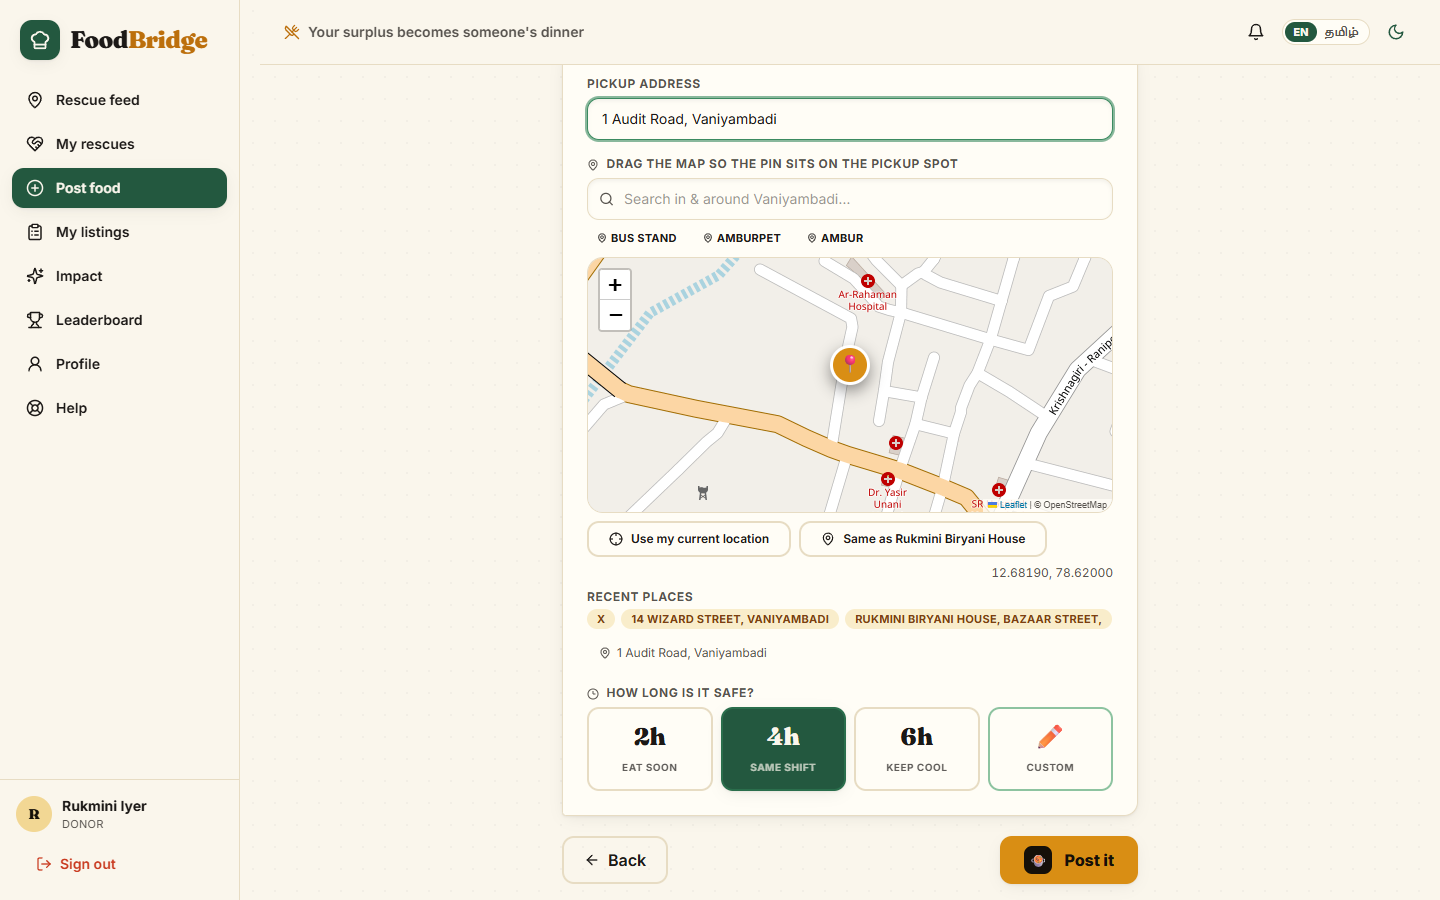 FoodBridge
Your surplus becomes someone's dinner
EN தமிழ்
Rescue feed
My rescues
Post food
My listings
Impact
Leaderboard
Profile
Help
Rukmini Iyer
R
DONOR
Sign out
PICKUP ADDRESS
1 Audit Road, Vaniyambadi
DRAG THE MAP SO THE PIN SITS ON THE PICKUP SPOT
Search in & around Vaniyambadi...
BUS STAND AMBURPET AMBUR
+
−
Ar-Rahaman
Hospital
Krishnagiri - Ranipe
Dr. Yasir
Unani
SR
Leaflet | © OpenStreetMap
Use my current location Same as Rukmini Biryani House
12.68190, 78.62000
RECENT PLACES
X 14 WIZARD STREET, VANIYAMBADI RUKMINI BIRYANI HOUSE, BAZAAR STREET,
1 Audit Road, Vaniyambadi
HOW LONG IS IT SAFE?
2h 4h 6h
EAT SOON SAME SHIFT KEEP COOL CUSTOM
Back Post it